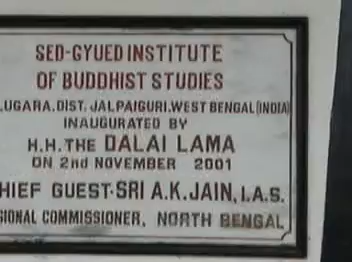 SED-GYUED INSTITUTE
OF BUDDHIST STUDIES
LUGARA, DIST, JALPAIGURI, WEST BENGAL (INDIA)
INAUGURATED BY
H.H. THE DALAI LAMA
ON 2nd NOVEMBER 2001
HIEF GUEST-SRI A.K.JAIN, I.A.S.
SIONAL COMMISSIONER, NORTH BENGAL